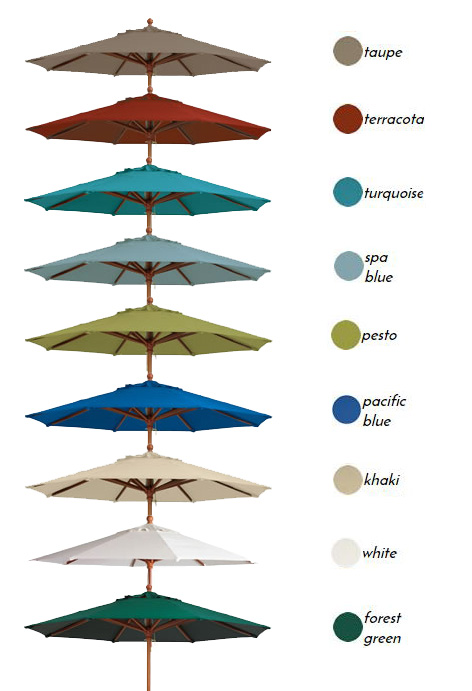 taupe
terracota
turquoise
spa
blue
pesto
pacific
blue
khaki
white
forest
green